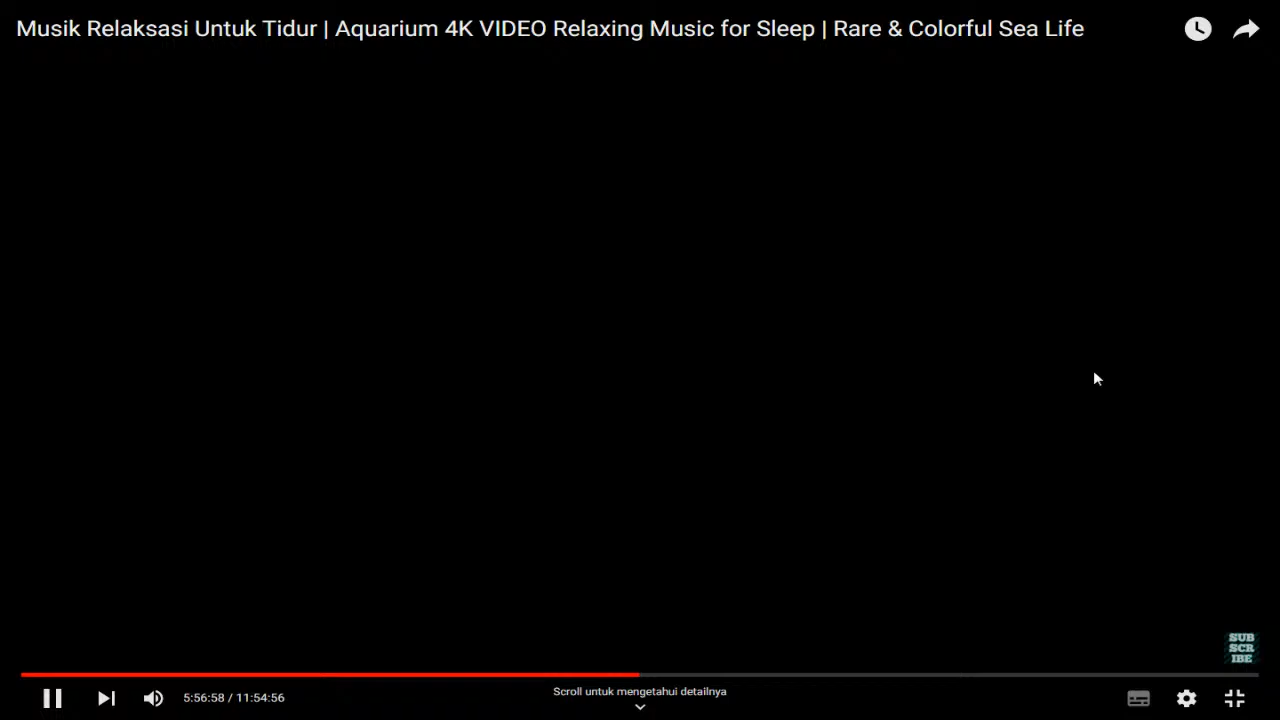 Musik Relaksasi Untuk Tidur | Aquarium 4K VIDEO Relaxing Music for Sleep | Rare & Colorful Sea Life
SUB
SCR
IBE
5:56:58 / 11:54:56
Scroll untuk mengetahui detailnya